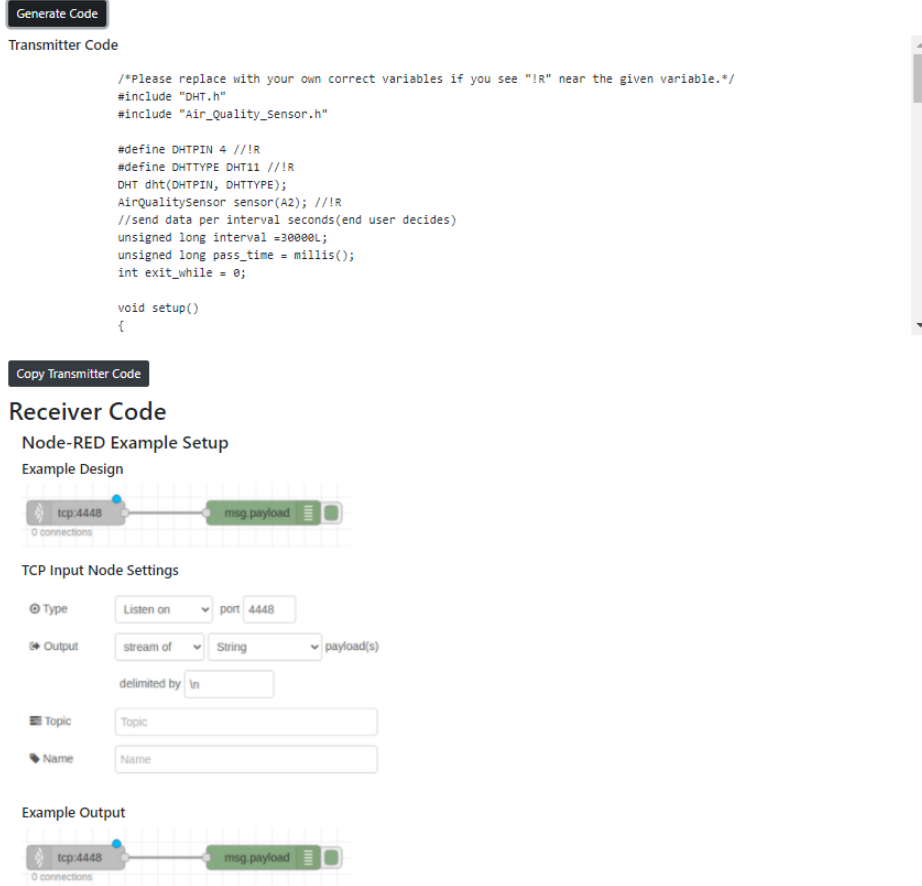 Generate Code
Transmitter Code
/*Please replace with your own correct variables if you see "!R" near the given variable.*/
#include "DHT.h"
#include "Air_Quality_Sensor.h"
#define DHTPIN 4 //!R
#define DHTTYPE DHT11 //!R
DHT dht(DHTPIN, DHTTYPE);
AirQualitySensor sensor(A2); //!R
//send data per interval seconds(end user decides)
unsigned long interval =30000L;
unsigned long pass_time = millis();
int exit_while = 0;
void setup()
{
Copy Transmitter Code
Receiver Code
Node-RED Example Setup
Example Design
tcp:4448 msg.payload
0 connections
TCP Input Node Settings
Type Listen on port 4448
Output stream of String payload(s)
delimited by \n
Topic Topic
Name Name
Example Output
tcp:4448 msg.payload
0 connections